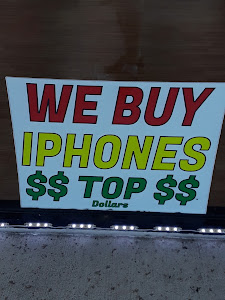 WE BUY
IPHONES
$$ TOP $$
Dollars